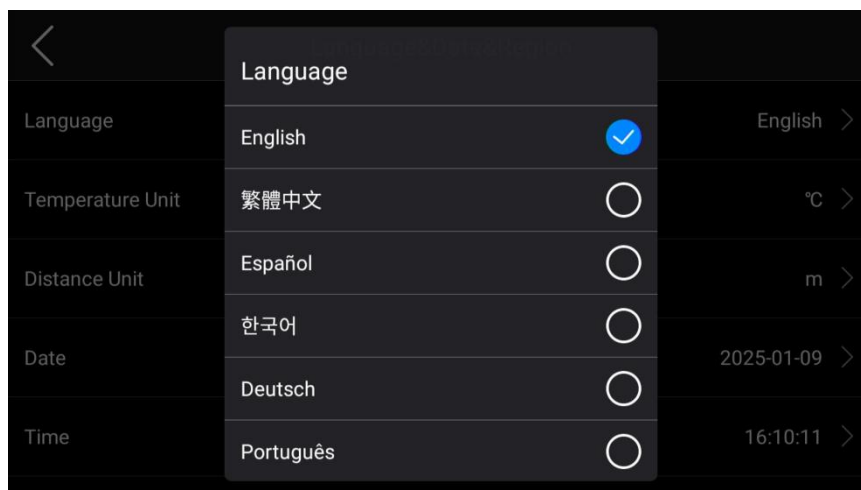 Language
English
繁體中文
Español
한국어
Deutsch
Português
Language English
Temperature Unit ℃
Distance Unit m
Date 2025-01-09
Time 16:10:11